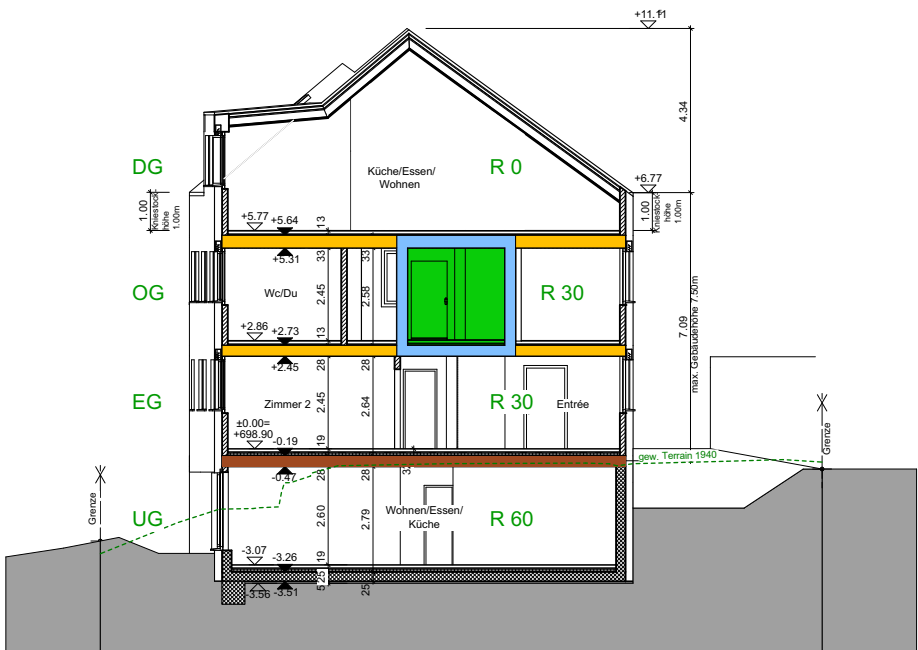 +11.11
4.34
DG
Küche/Essen/
Wohnen
R 0
+6.77
1.00
Kniestock-
höhe
1.00m
1.00
Kniestock-
höhe
1.00m
+5.77
+5.64
13
+5.31
33
33
OG
Wc/Du
2.45
2.58
R 30
7.09
max. Gebäudehöhe 7.50m
+2.86
+2.73
13
+2.45
28
28
EG
Zimmer 2
2.45
2.64
R 30
Entrée
±0.00=
+698.90
-0.19
19
Grenze
gew. Terrain 1940
-0.47
28
28
3
Grenze
UG
2.60
2.79
Wohnen/Essen/
Küche
R 60
-3.07
-3.26
19
5
25
25
-3.56
-3.51